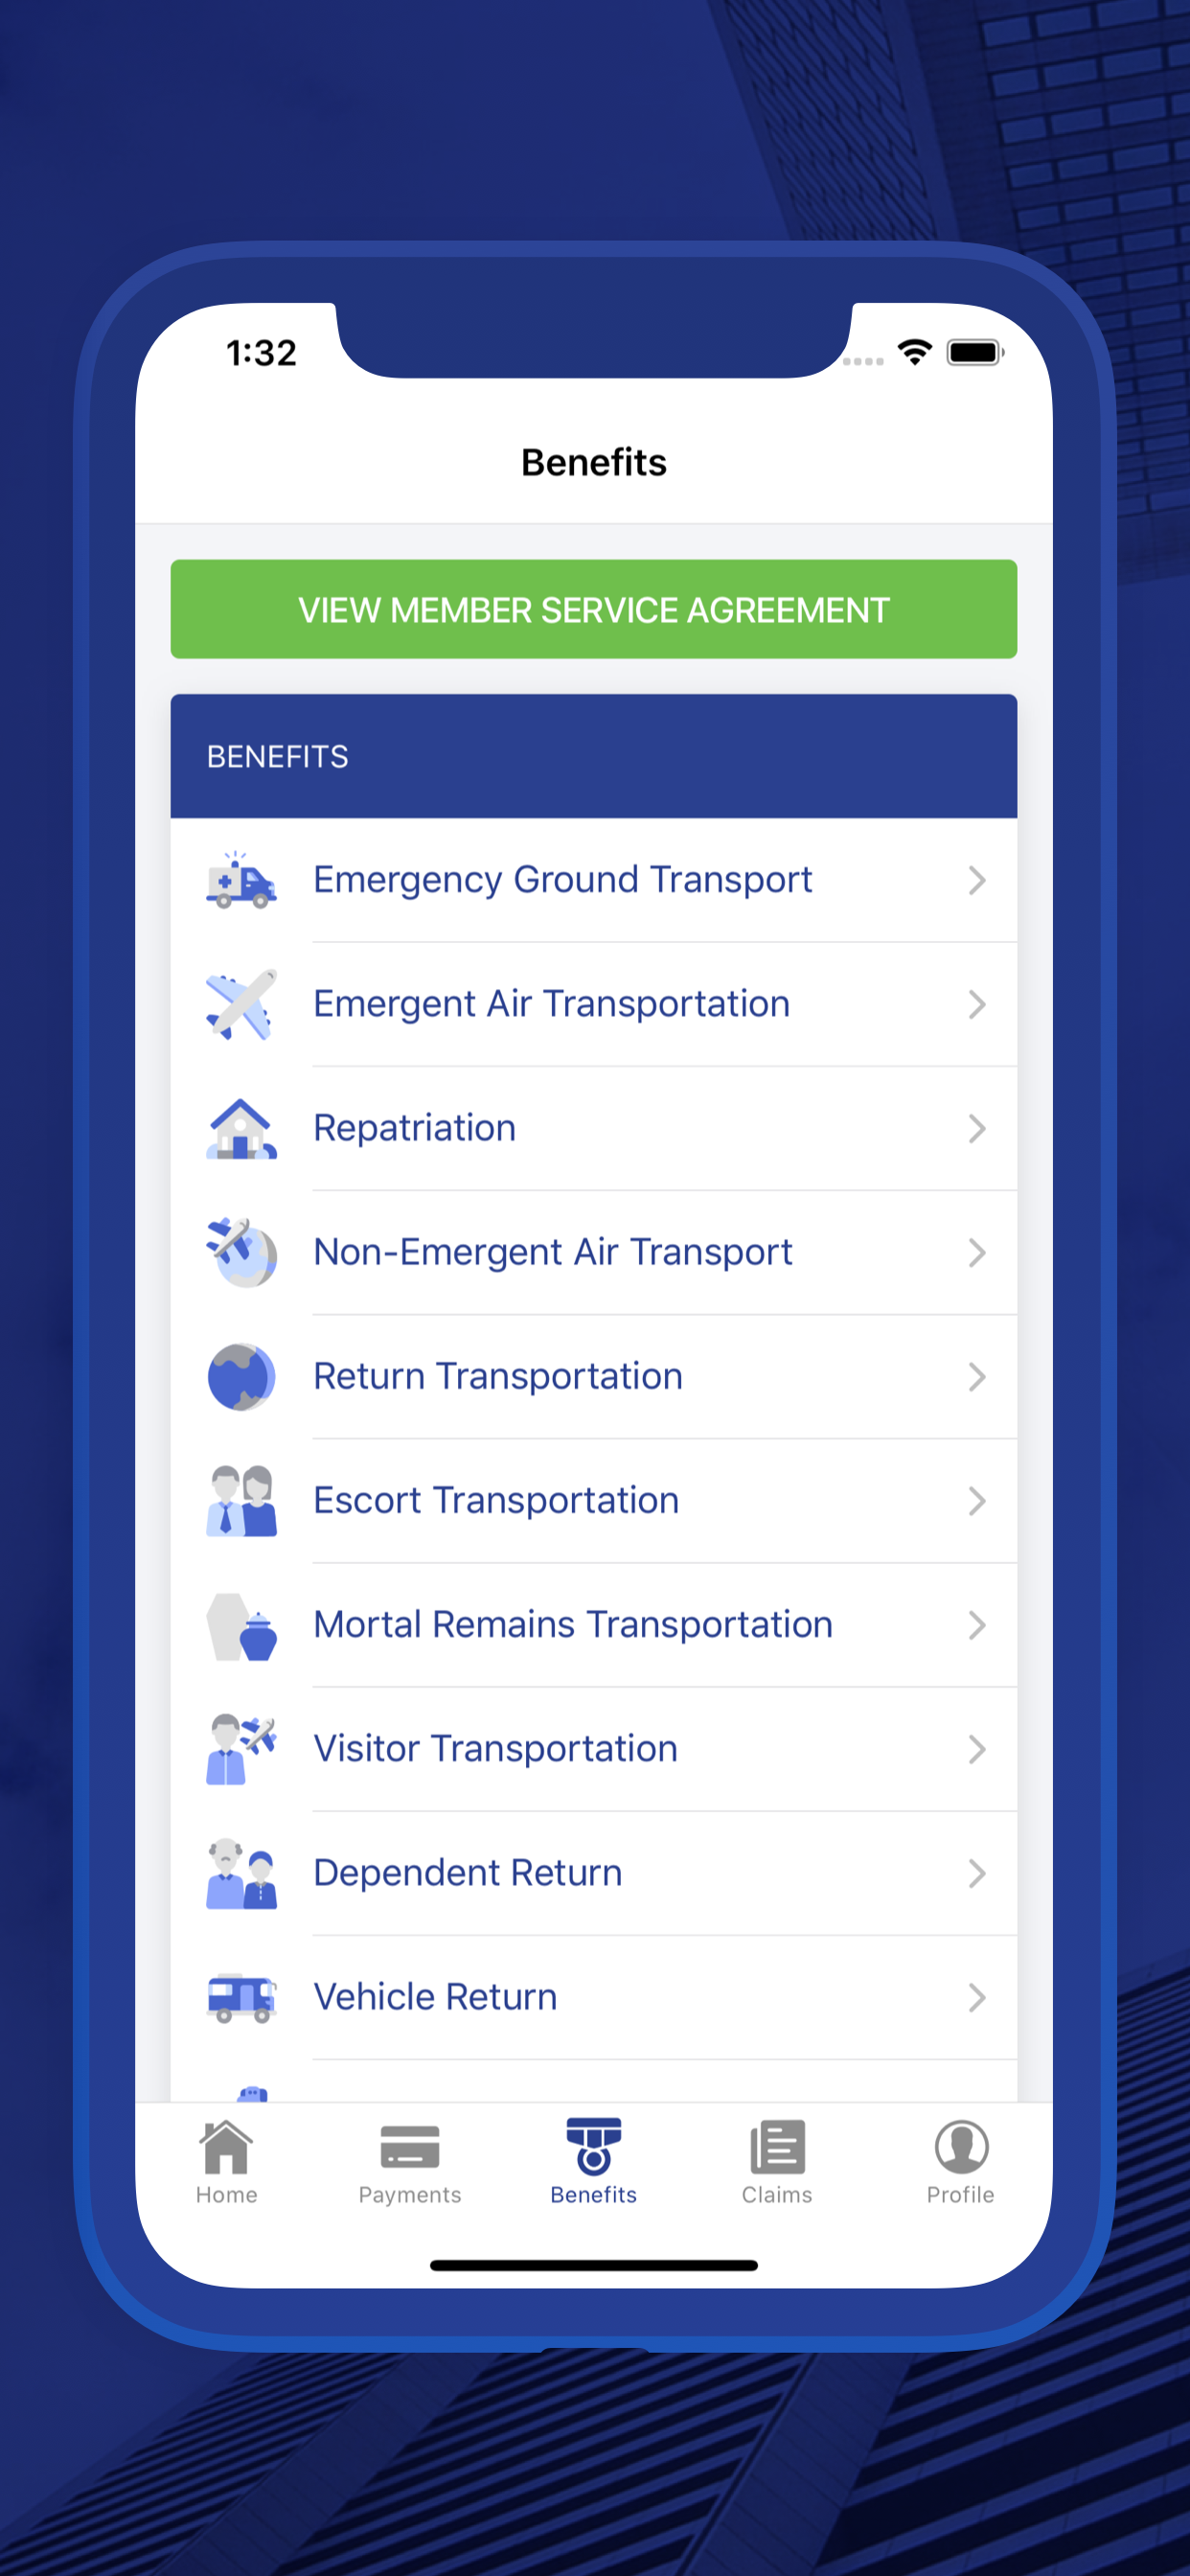 1:32
Benefits
VIEW MEMBER SERVICE AGREEMENT
BENEFITS
Emergency Ground Transport
Emergent Air Transportation
Repatriation
Non-Emergent Air Transport
Return Transportation
Escort Transportation
Mortal Remains Transportation
Visitor Transportation
Dependent Return
Vehicle Return
Home
Payments
Benefits
Claims
Profile